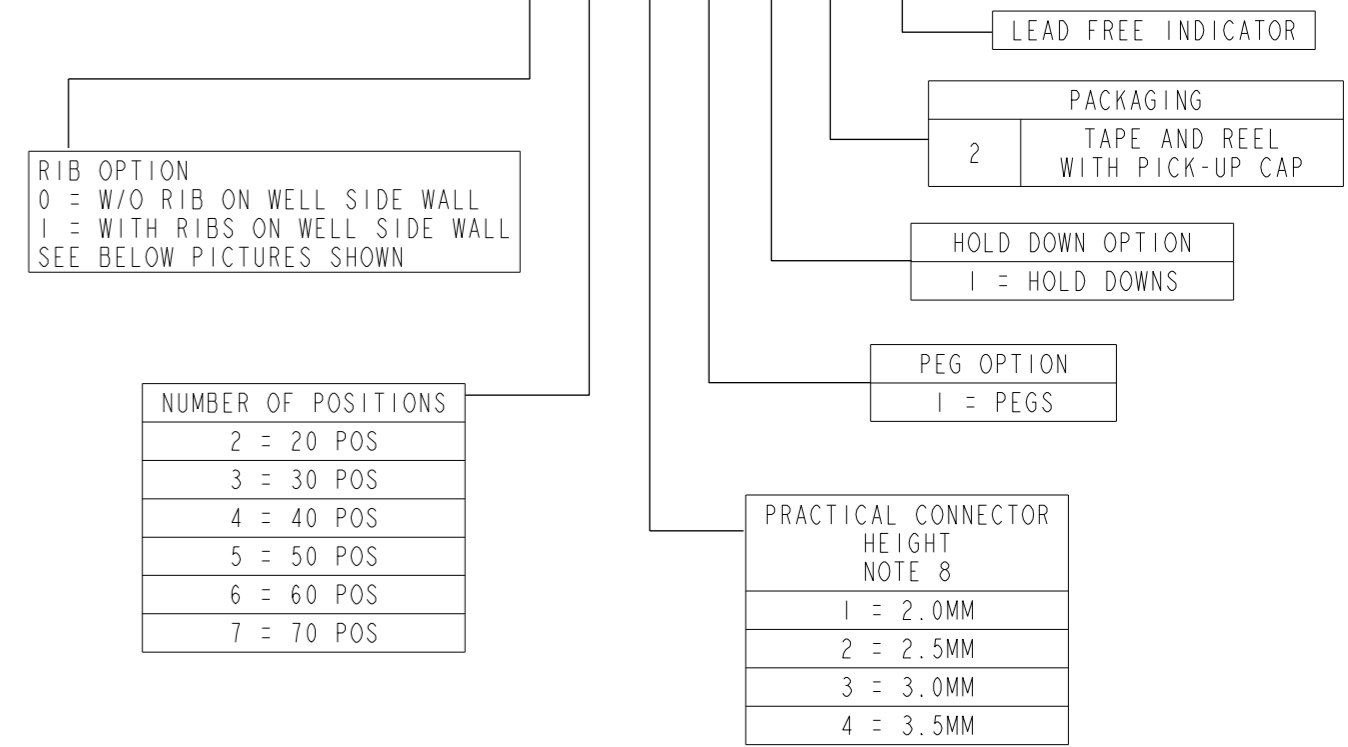 LEAD FREE INDICATOR
PACKAGING
2
TAPE AND REEL
WITH PICK-UP CAP
RIB OPTION
0 = W/O RIB ON WELL SIDE WALL
1 = WITH RIBS ON WELL SIDE WALL
SEE BELOW PICTURES SHOWN
HOLD DOWN OPTION
1 = HOLD DOWNS
PEG OPTION
1 = PEGS
NUMBER OF POSITIONS
2 = 20 POS
3 = 30 POS
4 = 40 POS
5 = 50 POS
6 = 60 POS
7 = 70 POS
PRACTICAL CONNECTOR
HEIGHT
NOTE 8
1 = 2.0MM
2 = 2.5MM
3 = 3.0MM
4 = 3.5MM